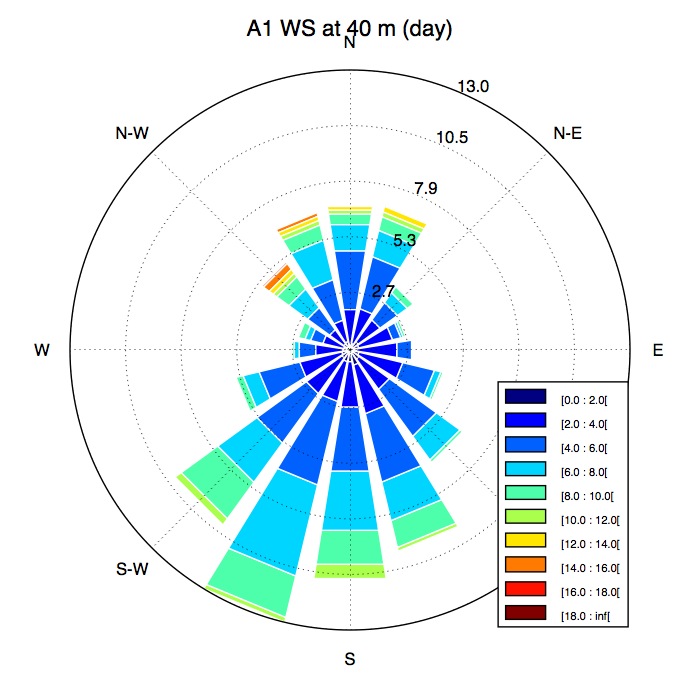 A1 WS at 40 m (day)
N
13.0
N-W
N-E
10.5
7.9
5.3
2.7
W
E
[0.0 : 2.0[
[2.0 : 4.0[
[4.0 : 6.0[
[6.0 : 8.0[
[8.0 : 10.0[
[10.0 : 12.0[
[12.0 : 14.0[
[14.0 : 16.0[
[16.0 : 18.0[
[18.0 : inf[
S-W
S